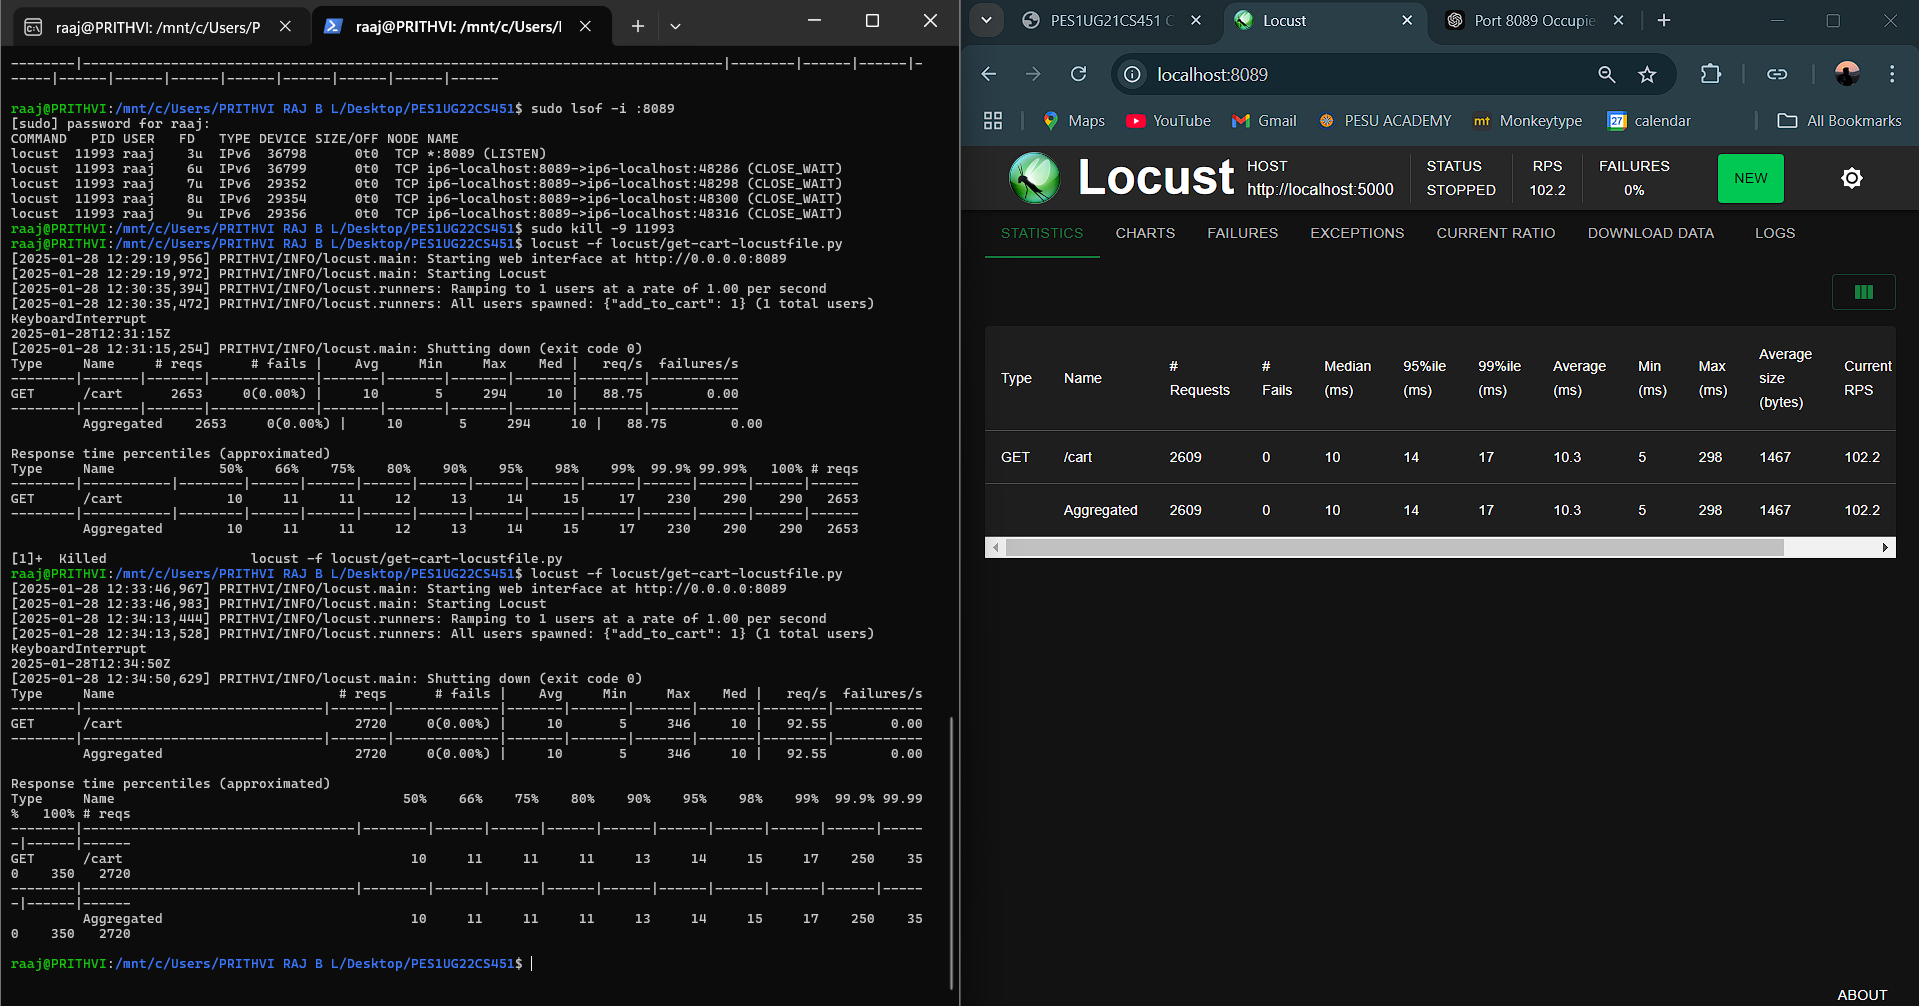 raaj@PRITHVI: /mnt/c/Users/P
raaj@PRITHVI: /mnt/c/Users/
--------|--------------------------------------------------------------------------------|--------|------|------|-
-----|------|------|------|------|------|------|------|------
raaj@PRITHVI:/mnt/c/Users/PRITHVI RAJ B L/Desktop/PES1UG22CS451$ sudo lsof -i :8089
[sudo] password for raaj:
COMMAND   PID USER   FD   TYPE DEVICE SIZE/OFF NODE NAME
locust  11993 raaj    3u  IPv6  36798      0t0  TCP *:8089 (LISTEN)
locust  11993 raaj    6u  IPv6  36799      0t0  TCP ip6-localhost:8089->ip6-localhost:48286 (CLOSE_WAIT)
locust  11993 raaj    7u  IPv6  29352      0t0  TCP ip6-localhost:8089->ip6-localhost:48298 (CLOSE_WAIT)
locust  11993 raaj    8u  IPv6  29354      0t0  TCP ip6-localhost:8089->ip6-localhost:48300 (CLOSE_WAIT)
locust  11993 raaj    9u  IPv6  29356      0t0  TCP ip6-localhost:8089->ip6-localhost:48316 (CLOSE_WAIT)
raaj@PRITHVI:/mnt/c/Users/PRITHVI RAJ B L/Desktop/PES1UG22CS451$ sudo kill -9 11993
raaj@PRITHVI:/mnt/c/Users/PRITHVI RAJ B L/Desktop/PES1UG22CS451$ locust -f locust/get-cart-locustfile.py
[2025-01-28 12:29:19,956] PRITHVI/INFO/locust.main: Starting web interface at http://0.0.0.0:8089
[2025-01-28 12:29:19,972] PRITHVI/INFO/locust.main: Starting Locust
[2025-01-28 12:30:35,394] PRITHVI/INFO/locust.runners: Ramping to 1 users at a rate of 1.00 per second
[2025-01-28 12:30:35,472] PRITHVI/INFO/locust.runners: All users spawned: {"add_to_cart": 1} (1 total users)
KeyboardInterrupt
2025-01-28T12:31:15Z
[2025-01-28 12:31:15,254] PRITHVI/INFO/locust.main: Shutting down (exit code 0)
Type     Name     # reqs      # fails |    Avg     Min     Max    Med |   req/s  failures/s
--------|-------|-------|-------------|-------|-------|-------|-------|--------|-----------
GET      /cart      2653     0(0.00%) |     10       5     294     10 |   88.75        0.00
--------|-------|-------|-------------|-------|-------|-------|-------|--------|-----------
         Aggregated    2653     0(0.00%) |     10       5     294     10 |   88.75        0.00
Response time percentiles (approximated)
Type     Name             50%    66%    75%    80%    90%    95%    98%    99%  99.9% 99.99%   100% # reqs
--------|-----------|--------|------|------|------|------|------|------|------|------|------|------|------
GET      /cart             10     11     11     12     13     14     15     17    230    290    290   2653
--------|-----------|--------|------|------|------|------|------|------|------|------|------|------|------
         Aggregated        10     11     11     12     13     14     15     17    230    290    290   2653
[1]+  Killed                  locust -f locust/get-cart-locustfile.py
raaj@PRITHVI:/mnt/c/Users/PRITHVI RAJ B L/Desktop/PES1UG22CS451$ locust -f locust/get-cart-locustfile.py
[2025-01-28 12:33:46,967] PRITHVI/INFO/locust.main: Starting web interface at http://0.0.0.0:8089
[2025-01-28 12:33:46,983] PRITHVI/INFO/locust.main: Starting Locust
[2025-01-28 12:34:13,444] PRITHVI/INFO/locust.runners: Ramping to 1 users at a rate of 1.00 per second
[2025-01-28 12:34:13,528] PRITHVI/INFO/locust.runners: All users spawned: {"add_to_cart": 1} (1 total users)
KeyboardInterrupt
2025-01-28T12:34:50Z
[2025-01-28 12:34:50,629] PRITHVI/INFO/locust.main: Shutting down (exit code 0)
Type     Name                            # reqs      # fails |    Avg     Min     Max    Med |   req/s  failures/s
--------|------------------------------|-------|-------------|-------|-------|-------|-------|--------|-----------
GET      /cart                             2720     0(0.00%) |     10       5     346     10 |   92.55        0.00
--------|------------------------------|-------|-------------|-------|-------|-------|-------|--------|-----------
         Aggregated                        2720     0(0.00%) |     10       5     346     10 |   92.55        0.00
Response time percentiles (approximated)
Type     Name                                    50%    66%    75%    80%    90%    95%    98%    99%  99.9% 99.99
%   100% # reqs
--------|----------------------------------|--------|------|------|------|------|------|------|------|------|-----
-|------|------
GET      /cart                                    10     11     11     11     13     14     15     17    250    35
0    350   2720
--------|----------------------------------|--------|------|------|------|------|------|------|------|------|-----
-|------|------
         Aggregated                               10     11     11     11     13     14     15     17    250    35
0    350   2720
raaj@PRITHVI:/mnt/c/Users/PRITHVI RAJ B L/Desktop/PES1UG22CS451$
PES1UG21CS451 C
Locust
Port 8089 Occupie
localhost:8089
Maps YouTube Gmail PESU ACADEMY mt Monkeytype 27 calendar All Bookmarks
Locust
HOST
http://localhost:5000
STATUS
STOPPED
RPS
102.2
FAILURES
0%
NEW
STATISTICS CHARTS FAILURES EXCEPTIONS CURRENT RATIO DOWNLOAD DATA LOGS
Type Name # Requests # Fails Median (ms) 95%ile (ms) 99%ile (ms) Average (ms) Min (ms) Max (ms) Average size (bytes) Current RPS
GET /cart 2609 0 10 14 17 10.3 5 298 1467 102.2
Aggregated 2609 0 10 14 17 10.3 5 298 1467 102.2
ABOUT